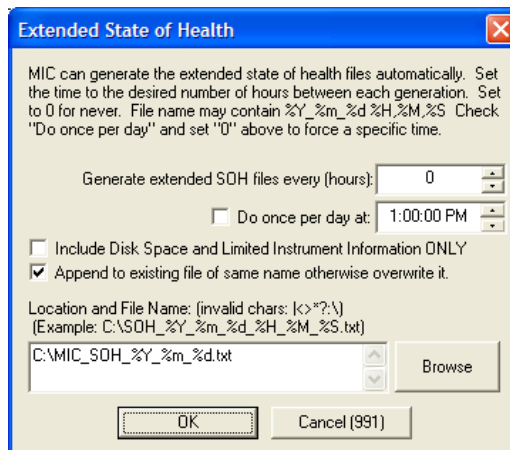 Extended State of Health
MIC can generate the extended state of health files automatically. Set
the time to the desired number of hours between each generation. Set
to 0 for never. File name may contain %Y_%m_%d %H,%M,%S Check
"Do once per day" and set "0" above to force a specific time.
Generate extended SOH files every (hours): 0
Do once per day at: 1:00:00 PM
Include Disk Space and Limited Instrument Information ONLY
Append to existing file of same name otherwise overwrite it.
Location and File Name: (invalid chars: |<>*?:\)
(Example: C:\SOH_%Y_%m_%d_%H_%M_%S.txt)
C:\MIC_SOH_%Y_%m_%d.txt
Browse
OK Cancel (991)